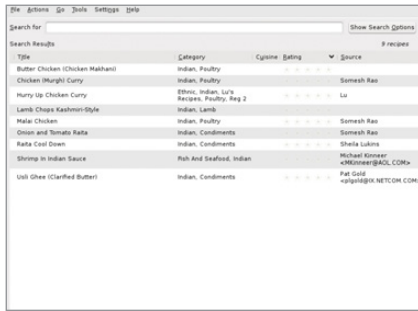 File Actions Go Tools Settings Help
Search for Show Search Options
Search Results 9 recipes
Title Category Cuisine Rating Source
Butter Chicken (Chicken Makhani) Indian, Poultry
Chicken (Murgh) Curry Indian, Poultry Somesh Rao
Hurry Up Chicken Curry Ethnic, Indian, Lu's Recipes, Poultry, Reg 2 Lu
Lamb Chops Kashmiri-Style Indian, Lamb
Malai Chicken Indian, Poultry Somesh Rao
Onion and Tomato Raita Indian, Condiments Somesh Rao
Raita Cool Down Indian, Condiments Sheila Lukins
Shrimp In Indian Sauce Fish And Seafood, Indian Michael Kinneer <MKinneer@AOL.COM>
Usli Ghee (Clarified Butter) Indian, Condiments Pat Gold <plgold@IX.NETCOM.COM